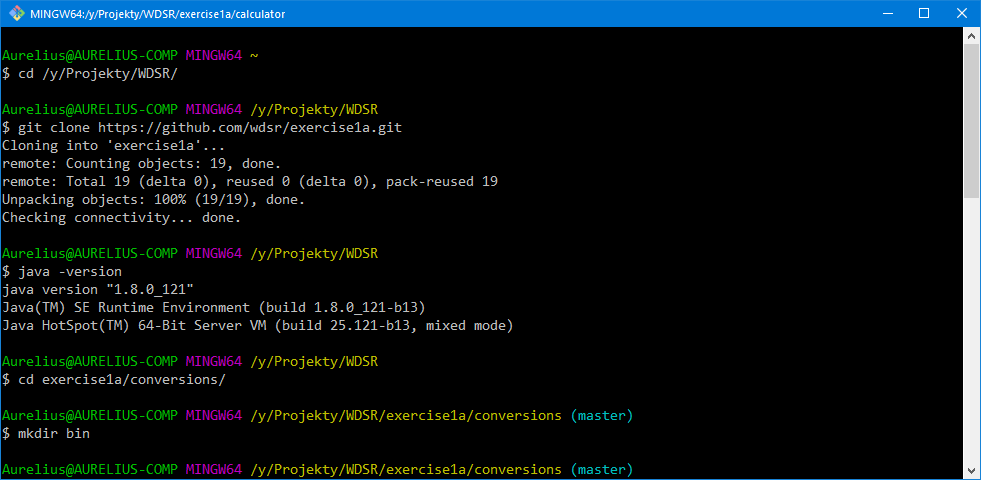 MINGW64:/y/Projekty/WDSR/exercise1a/calculator
Aurelius@AURELIUS-COMP MINGW64 ~
$ cd /y/Projekty/WDSR/
Aurelius@AURELIUS-COMP MINGW64 /y/Projekty/WDSR
$ git clone https://github.com/wdsr/exercise1a.git
Cloning into 'exercise1a'...
remote: Counting objects: 19, done.
remote: Total 19 (delta 0), reused 0 (delta 0), pack-reused 19
Unpacking objects: 100% (19/19), done.
Checking connectivity... done.
Aurelius@AURELIUS-COMP MINGW64 /y/Projekty/WDSR
$ java -version
java version "1.8.0_121"
Java(TM) SE Runtime Environment (build 1.8.0_121-b13)
Java HotSpot(TM) 64-Bit Server VM (build 25.121-b13, mixed mode)
Aurelius@AURELIUS-COMP MINGW64 /y/Projekty/WDSR
$ cd exercise1a/conversions/
Aurelius@AURELIUS-COMP MINGW64 /y/Projekty/WDSR/exercise1a/conversions (master)
$ mkdir bin
Aurelius@AURELIUS-COMP MINGW64 /y/Projekty/WDSR/exercise1a/conversions (master)